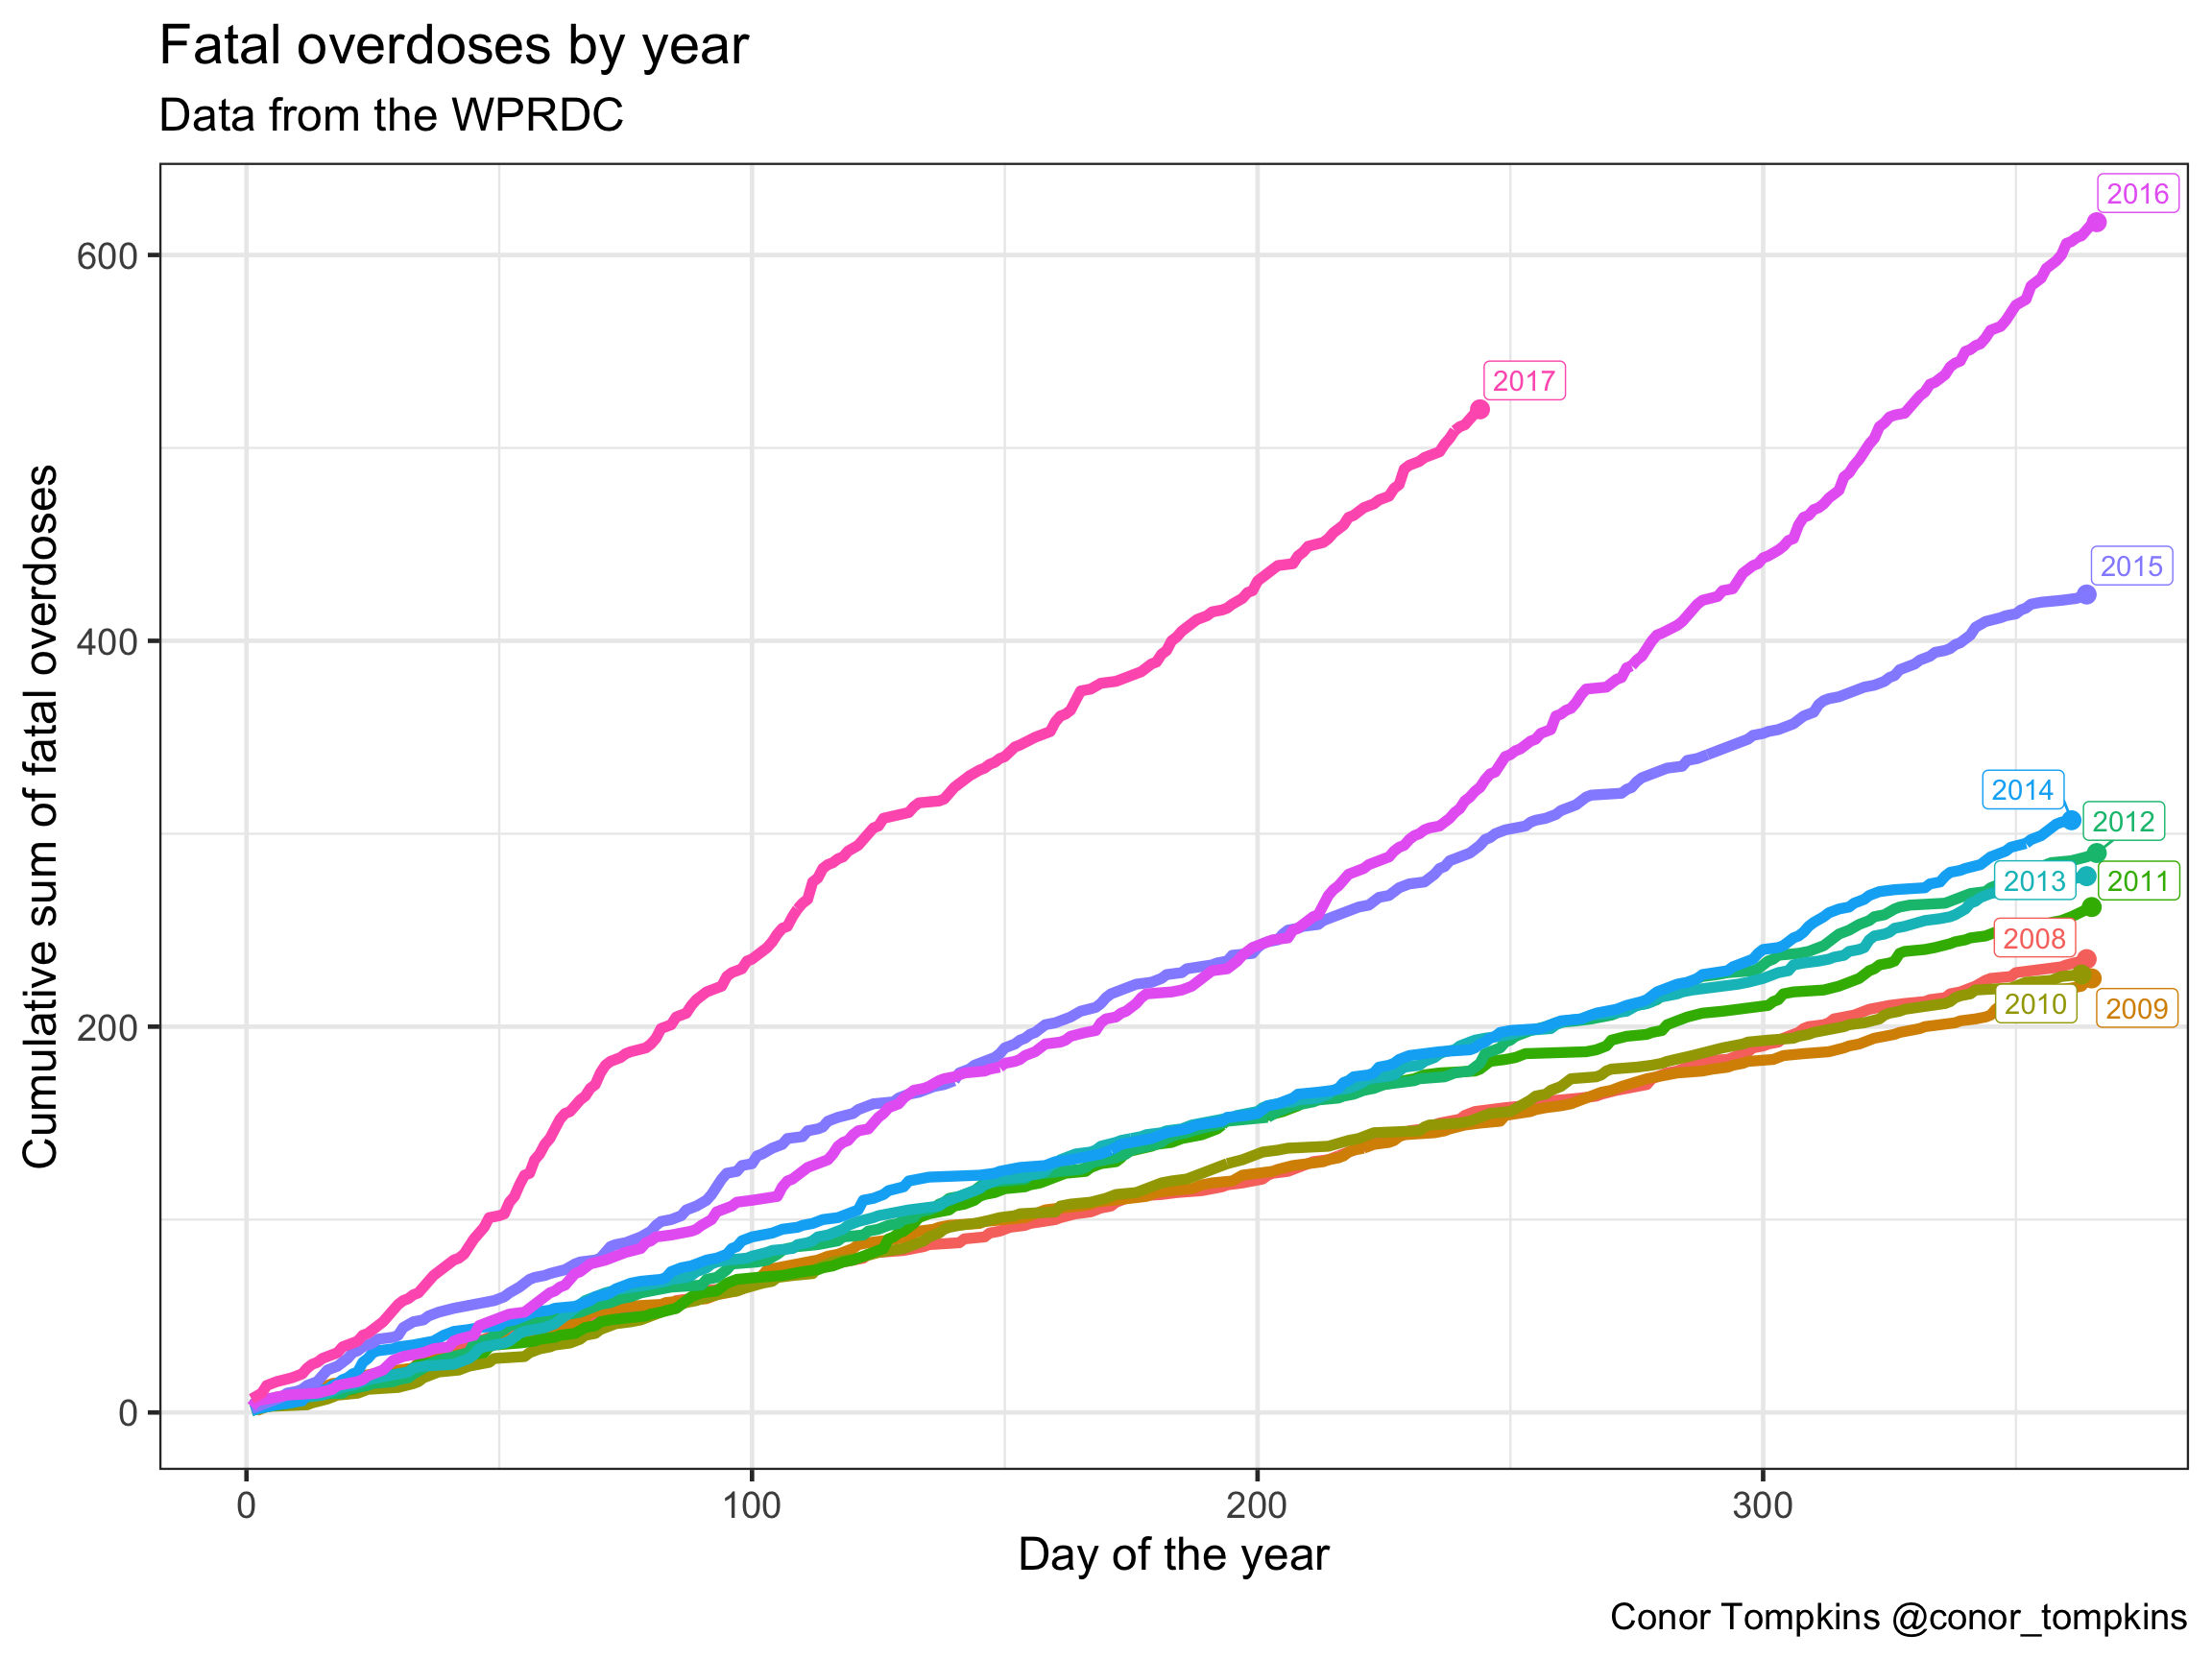 Fatal overdoses by year
Data from the WPRDC
Cumulative sum of fatal overdoses
600
400
200
0
2016
2017
2015
2014
2012
2013
2011
2008
2010
2009
0 100 200 300
Day of the year
Conor Tompkins @conor_tompkins